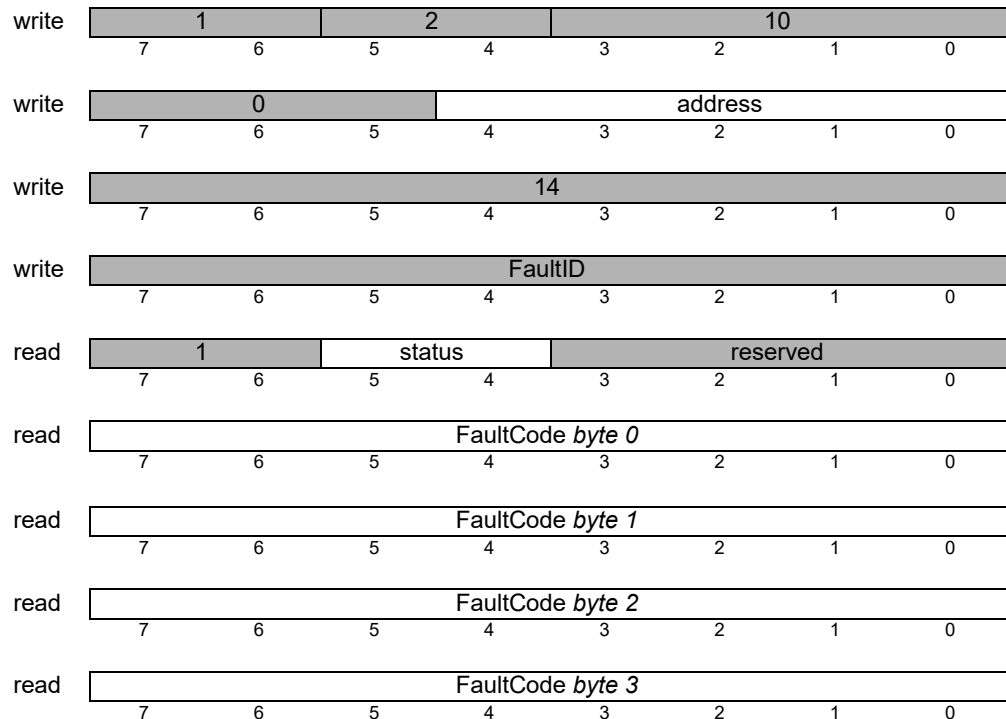 write 1 2 10
7 6 5 4 3 2 1 0
write 0 address
7 6 5 4 3 2 1 0
write 14
7 6 5 4 3 2 1 0
write FaultID
7 6 5 4 3 2 1 0
read 1 status reserved
7 6 5 4 3 2 1 0
read FaultCode byte 0
7 6 5 4 3 2 1 0
read FaultCode byte 1
7 6 5 4 3 2 1 0
read FaultCode byte 2
7 6 5 4 3 2 1 0
read FaultCode byte 3
7 6 5 4 3 2 1 0